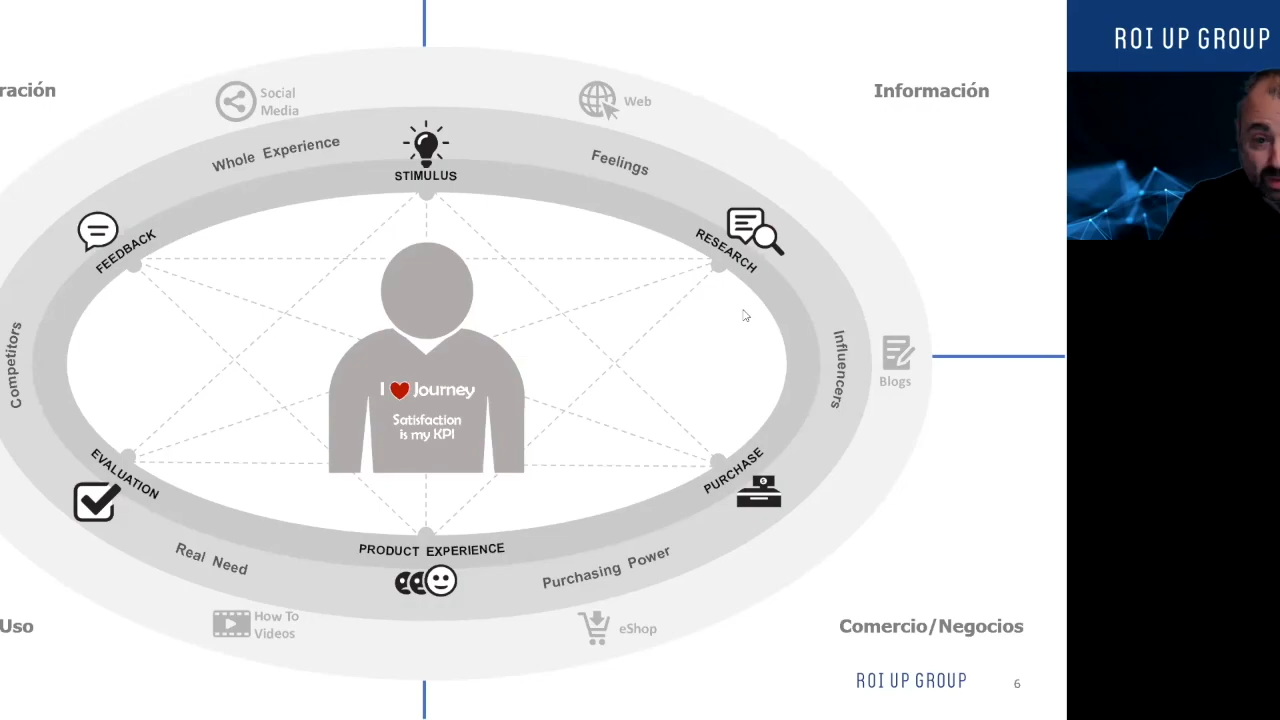 ROI UP GROUP
ración
Información
Social
Media
Web
Whole Experience
Feelings
STIMULUS
FEEDBACK
RESEARCH
Competitors
Influencers
Blogs
I Journey
Satisfaction
is my KPI
EVALUATION
PURCHASE
PRODUCT EXPERIENCE
Real Need
Purchasing Power
How To
Videos
eShop
Uso
Comercio/Negocios
ROI UP GROUP
6